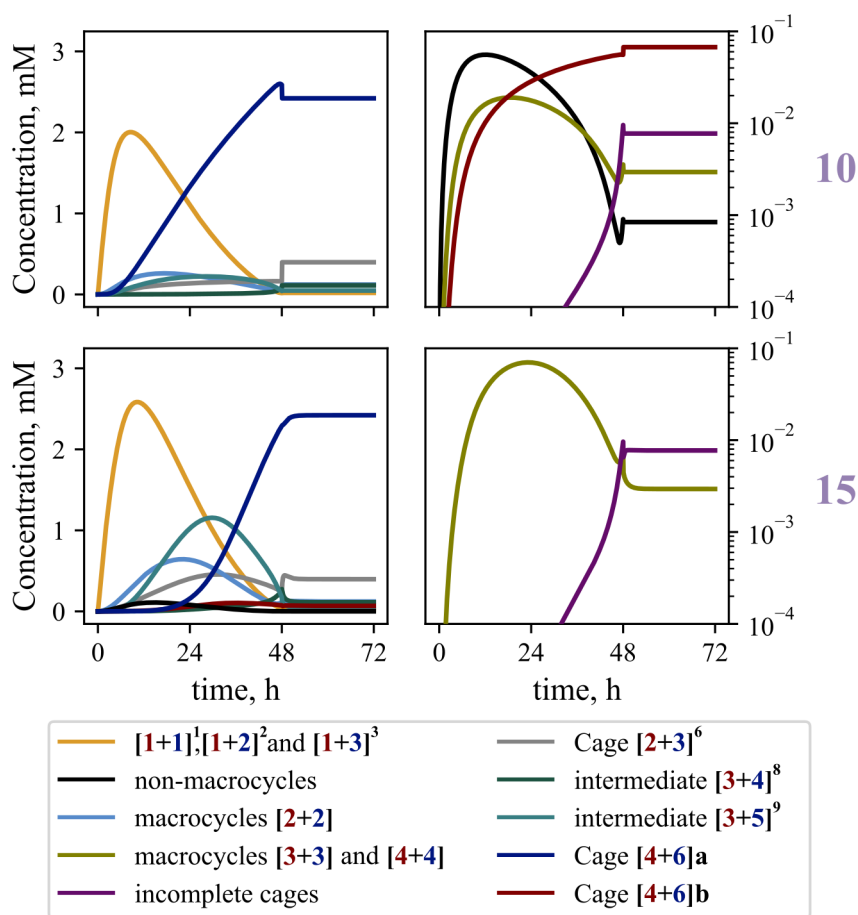 Concentration, mM
3
2
1
0
10⁻¹
10⁻²
10⁻³
10⁻⁴
10
Concentration, mM
3
2
1
0
10⁻¹
10⁻²
10⁻³
10⁻⁴
15
0 24 48 72
0 24 48 72
time, h
time, h
[1+1]¹;[1+2]² and [1+3]³
non-macrocycles
macrocycles [2+2]
macrocycles [3+3] and [4+4]
incomplete cages
Cage [2+3]⁶
intermediate [3+4]⁸
intermediate [3+5]⁹
Cage [4+6]a
Cage [4+6]b